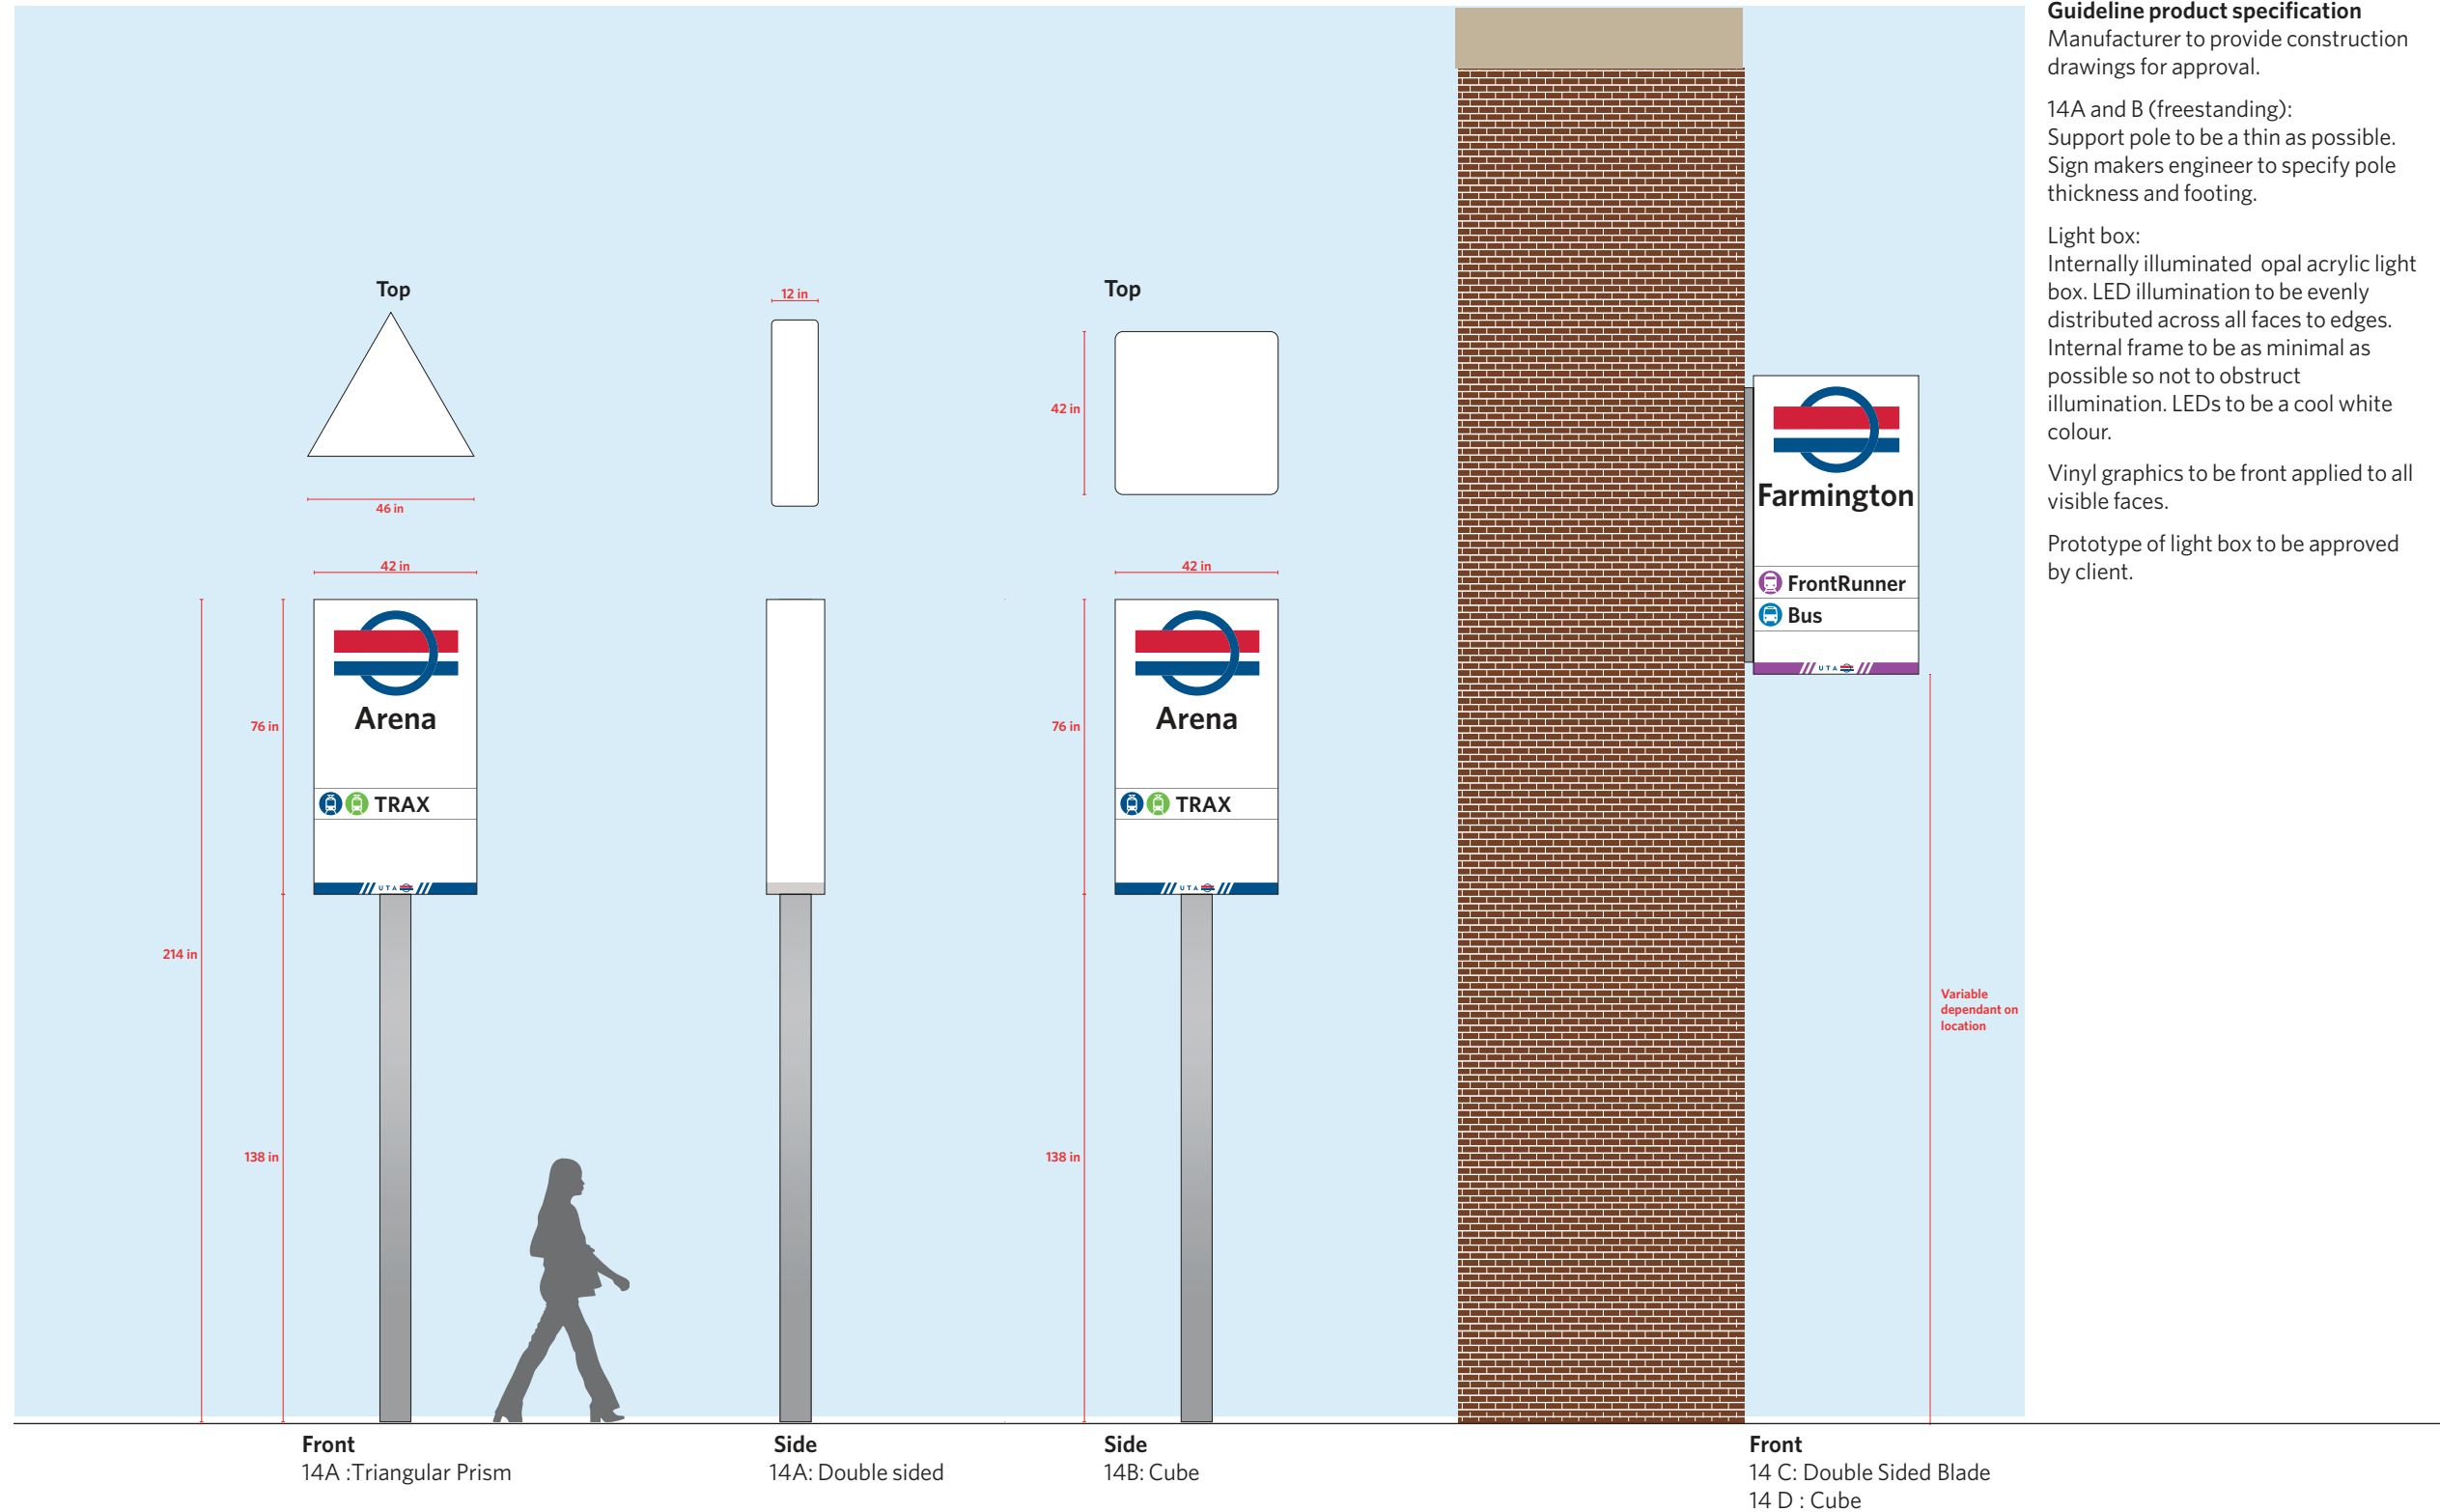 Guideline product specification
Manufacturer to provide construction
drawings for approval.
14A and B (freestanding):
Support pole to be a thin as possible.
Sign makers engineer to specify pole
thickness and footing.
Light box:
Internally illuminated  opal acrylic light
box. LED illumination to be evenly
distributed across all faces to edges.
Internal frame to be as minimal as
possible so not to obstruct
illumination. LEDs to be a cool white
colour.
Vinyl graphics to be front applied to all
visible faces.
Prototype of light box to be approved
by client.
Top
46 in
42 in
Arena
TRAX
UTA
76 in
214 in
138 in
Front
14A :Triangular Prism
12 in
Side
14A: Double sided
Top
42 in
42 in
Arena
TRAX
UTA
76 in
138 in
Side
14B: Cube
Farmington
FrontRunner
Bus
UTA
Variable
dependant on
location
Front
14 C: Double Sided Blade
14 D : Cube